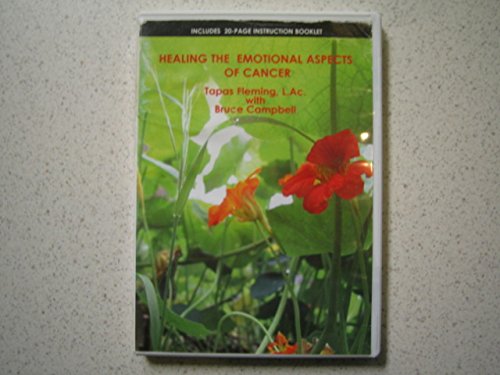 INCLUDES 20-PAGE INSTRUCTION BOOKLET
HEALING THE EMOTIONAL ASPECTS
OF CANCER
Tapas Fleming, L.Ac.
with
Bruce Campbell